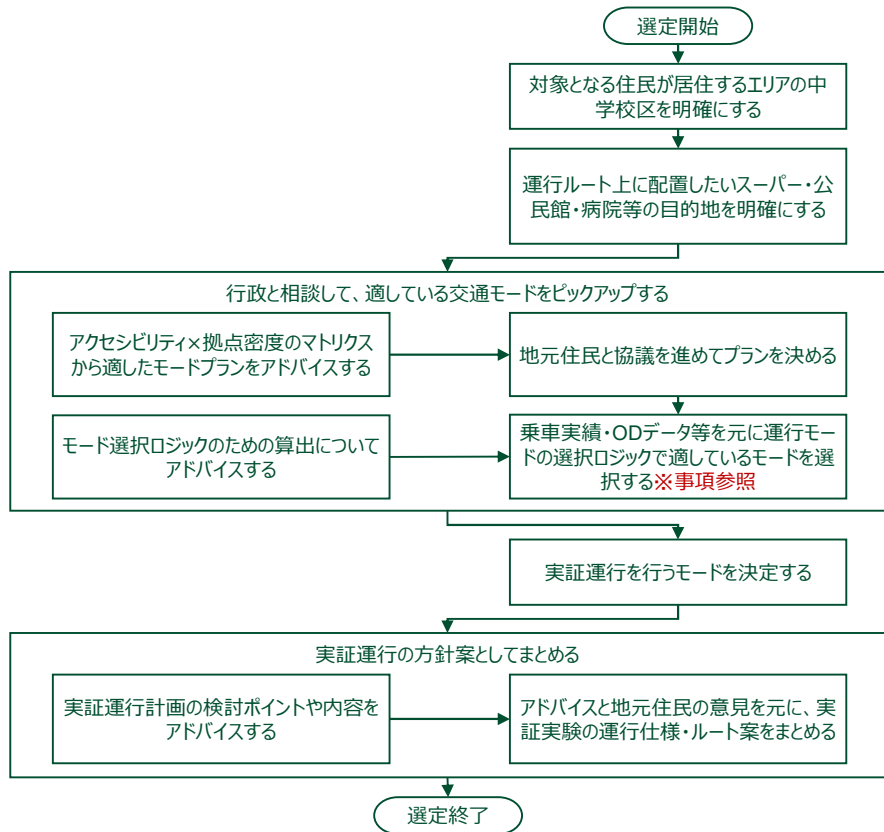 選定開始
対象となる住民が居住するエリアの中
学校区を明確にする
運行ルート上に配置したいスーパー・公
民館・病院等の目的地を明確にする
行政と相談して、適している交通モードをピックアップする
アクセシビリティ×拠点密度のマトリクス
から適したモードプランをアドバイスする
地元住民と協議を進めてプランを決める
モード選択ロジックのための算出について
アドバイスする
乗車実績・ODデータ等を元に運行モー
ドの選択ロジックで適しているモードを選
択する※事項参照
実証運行を行うモードを決定する
実証運行の方針案としてまとめる
実証運行計画の検討ポイントや内容を
アドバイスする
アドバイスと地元住民の意見を元に、実
証実験の運行仕様・ルート案をまとめる
選定終了